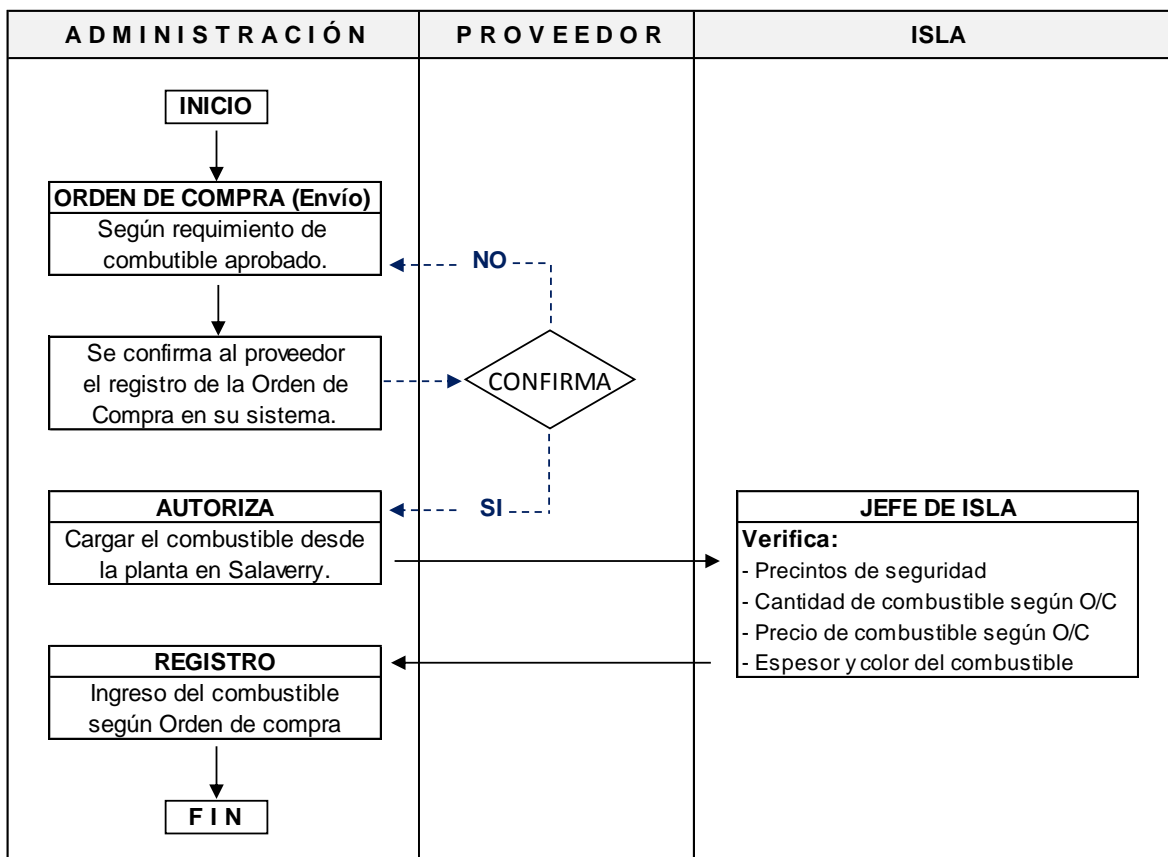 A D M I N I S T R A C I Ó N
P R O V E E D O R
ISLA
INICIO
ORDEN DE COMPRA (Envío)
Según requimiento de
combutible aprobado.
NO
Se confirma al proveedor
el registro de la Orden de
Compra en su sistema.
CONFIRMA
SI
AUTORIZA
Cargar el combustible desde
la planta en Salaverry.
JEFE DE ISLA
Verifica:
- Precintos de seguridad
- Cantidad de combustible según O/C
- Precio de combustible según O/C
- Espesor y color del combustible
REGISTRO
Ingreso del combustible
según Orden de compra
F I N